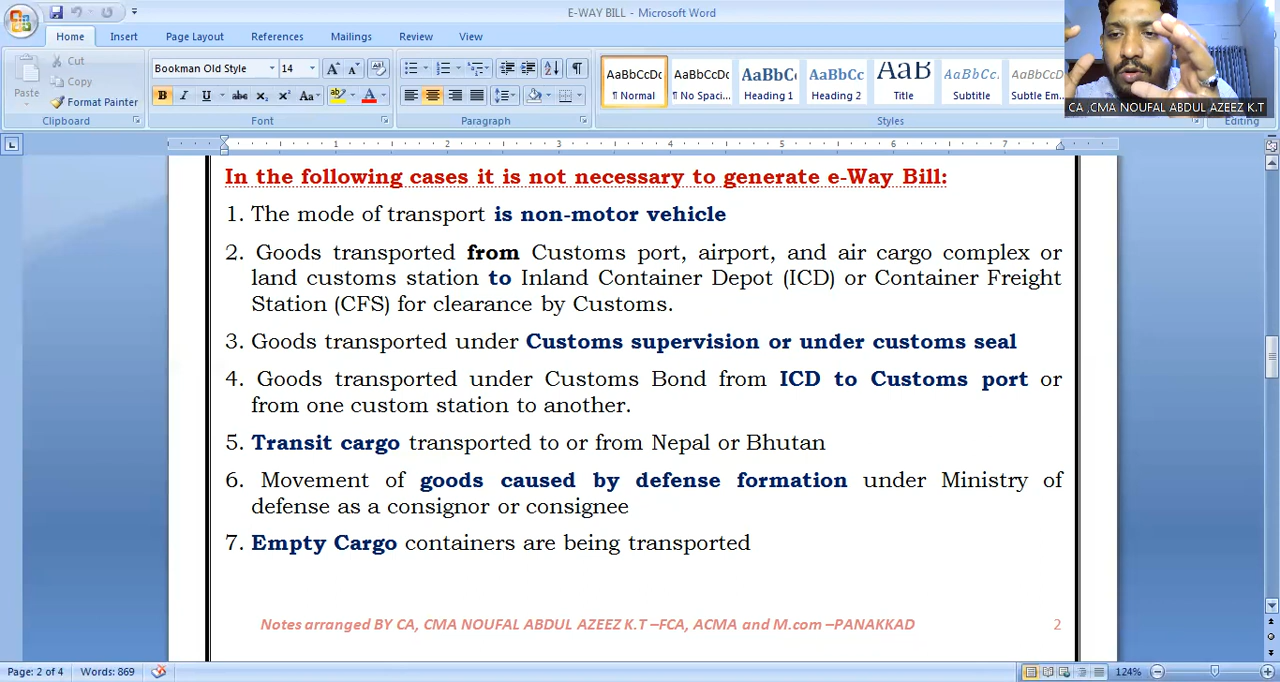 E-WAY BILL - Microsoft Word
Home Insert Page Layout References Mailings Review View
Paste
Cut
Copy
Format Painter
Clipboard
Bookman Old Style 14
Font
Paragraph
AaBbCcDc AaBbCcDc AaBbCc AaBbCc AaB AaBbCc. AaBbCcDc
¶ Normal ¶ No Spaci... Heading 1 Heading 2 Title Subtitle Subtle Em...
Styles
Editing
CA ,CMA NOUFAL ABDUL AZEEZ K.T
1 2 3 4 5 6 7
In the following cases it is not necessary to generate e-Way Bill:
1. The mode of transport is non-motor vehicle
2. Goods transported from Customs port, airport, and air cargo complex or
land customs station to Inland Container Depot (ICD) or Container Freight
Station (CFS) for clearance by Customs.
3. Goods transported under Customs supervision or under customs seal
4. Goods transported under Customs Bond from ICD to Customs port or
from one custom station to another.
5. Transit cargo transported to or from Nepal or Bhutan
6. Movement of goods caused by defense formation under Ministry of
defense as a consignor or consignee
7. Empty Cargo containers are being transported
Notes arranged BY CA, CMA NOUFAL ABDUL AZEEZ K.T –FCA, ACMA and M.com –PANAKKAD 2
Page: 2 of 4 Words: 869 124%